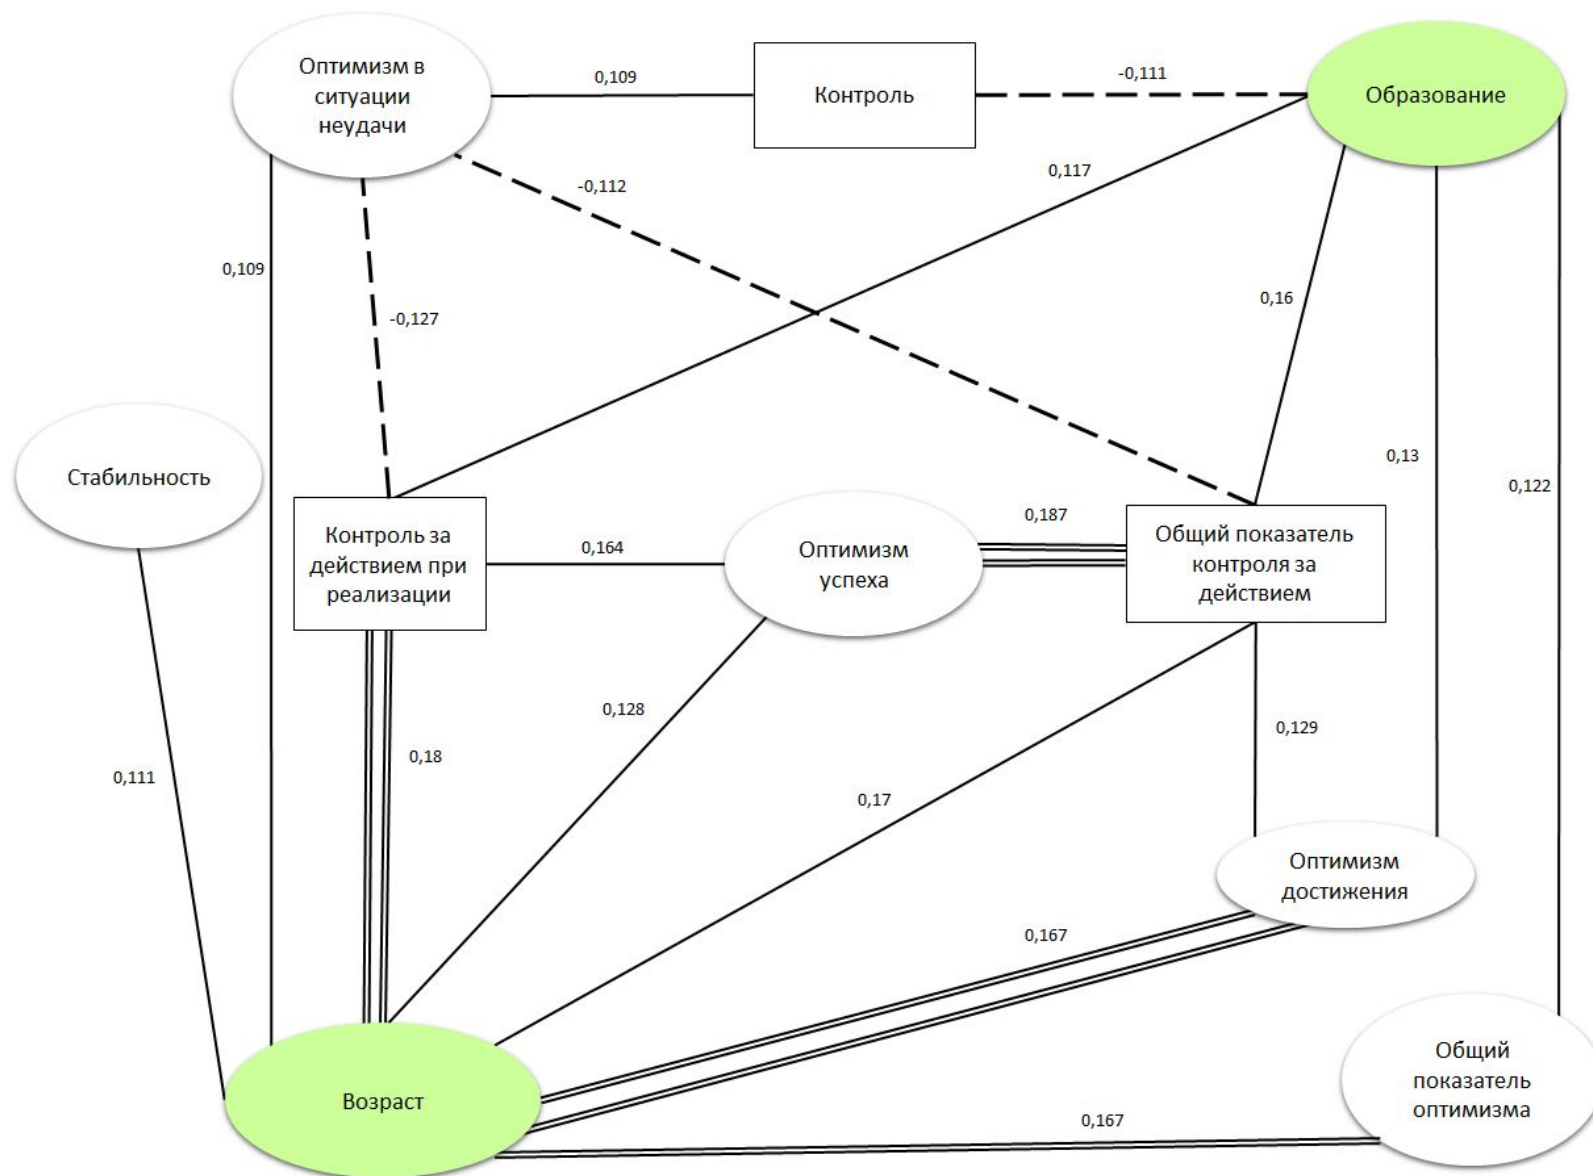 Оптимизм в
ситуации
неудачи
0,109
Контроль
-0,111
Образование
-0,112
0,117
0,109
-0,127
0,16
0,13
0,122
Стабильность
Контроль за
действием при
реализации
0,164
Оптимизм
успеха
0,187
Общий показатель
контроля за
действием
0,111
0,18
0,128
0,17
0,129
Оптимизм
достижения
0,167
Возраст
0,167
Общий
показатель
оптимизма